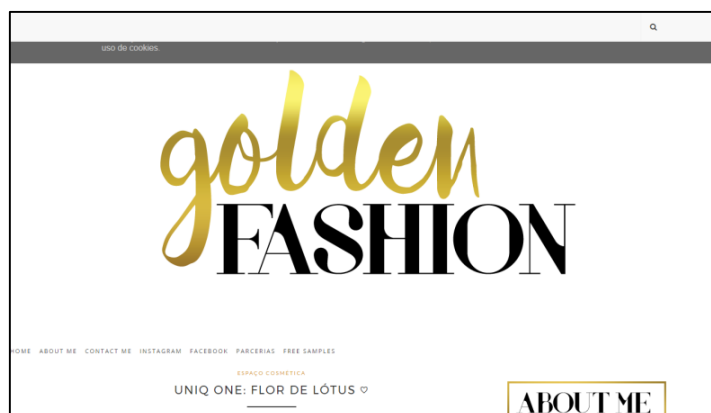 uso de cookies.
golden
FASHION
HOME ABOUT ME CONTACT ME INSTAGRAM FACEBOOK PARCERIAS FREE SAMPLES
ESPAÇO COSMÉTICA
UNIQ ONE: FLOR DE LÓTUS ♡
ABOUT ME